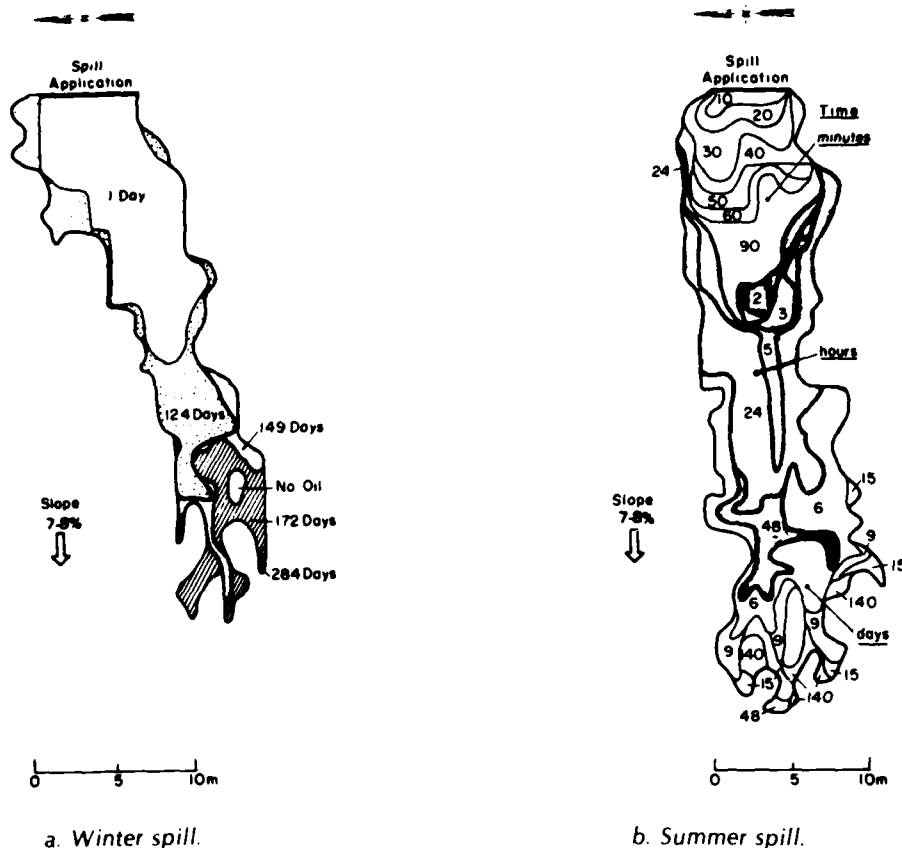 z
Spill
Application
1 Day
124 Days
149 Days
No Oil
172 Days
284 Days
Slope
7-8%
0 5 10m
a. Winter spill.
z
Spill
Application
10
20
Time
minutes
30
40
24
50
60
90
2
3
5
hours
24
15
6
Slope
7-8%
48
9
15
140
6
days
9
9
9
140
15
15
140
48
0 5 10m
b. Summer spill.